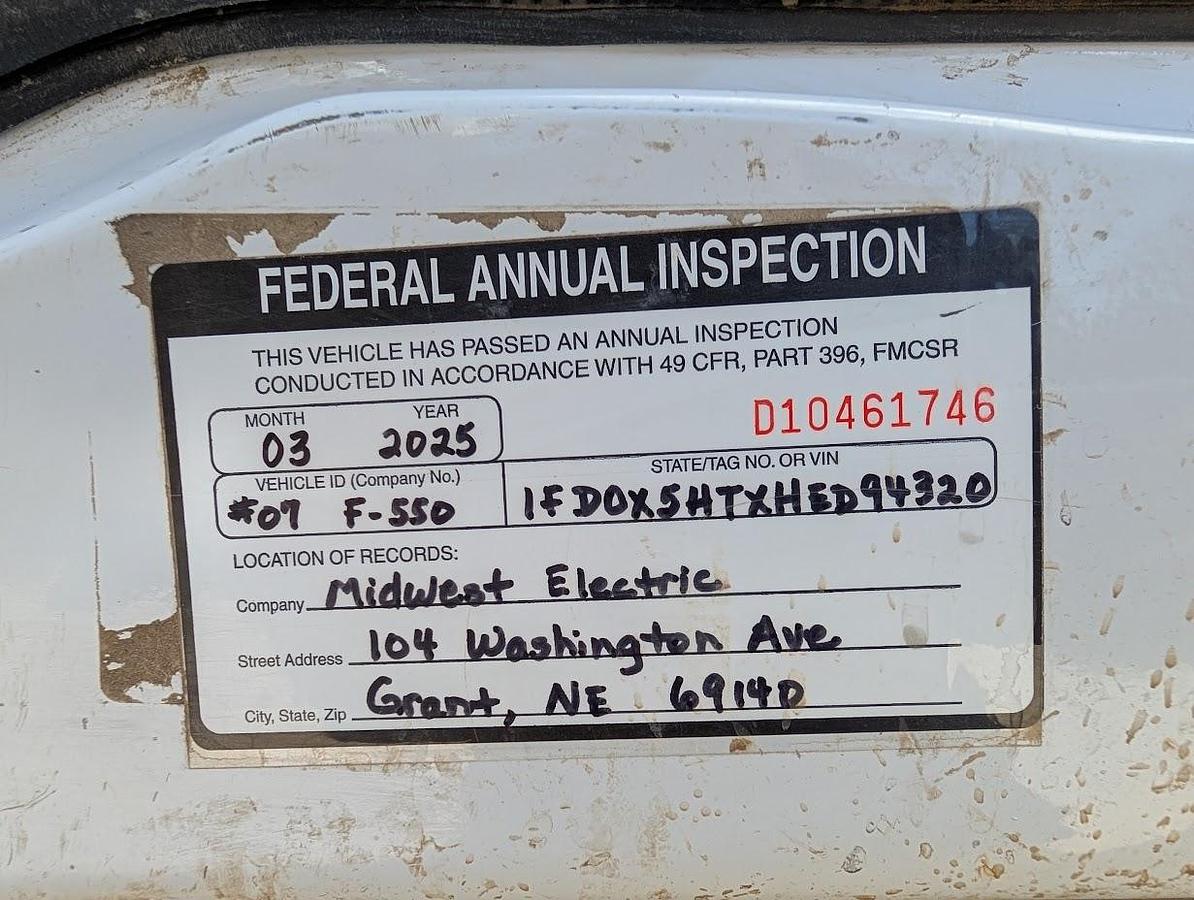 FEDERAL ANNUAL INSPECTION
THIS VEHICLE HAS PASSED AN ANNUAL INSPECTION
CONDUCTED IN ACCORDANCE WITH 49 CFR, PART 396, FMCSR
D10461746
MONTH YEAR
03 2025
VEHICLE ID (Company No.) STATE/TAG NO. OR VIN
#07 F-550 1FD0X5HTXHED94320
LOCATION OF RECORDS:
Company Midwest Electric
Street Address 104 Washington Ave
City, State, Zip Grant, NE 69140